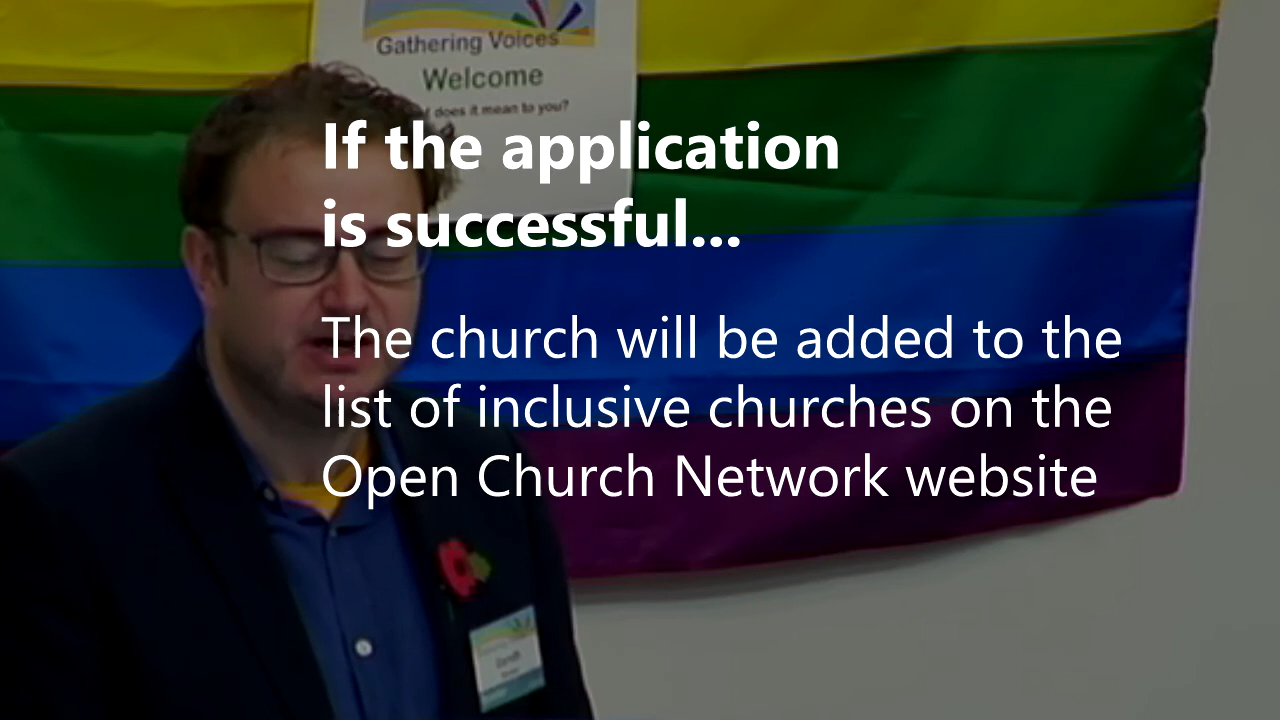 Gathering Voices
Welcome
does it mean to you?
If the application
is successful...
The church will be added to the
list of inclusive churches on the
Open Church Network website